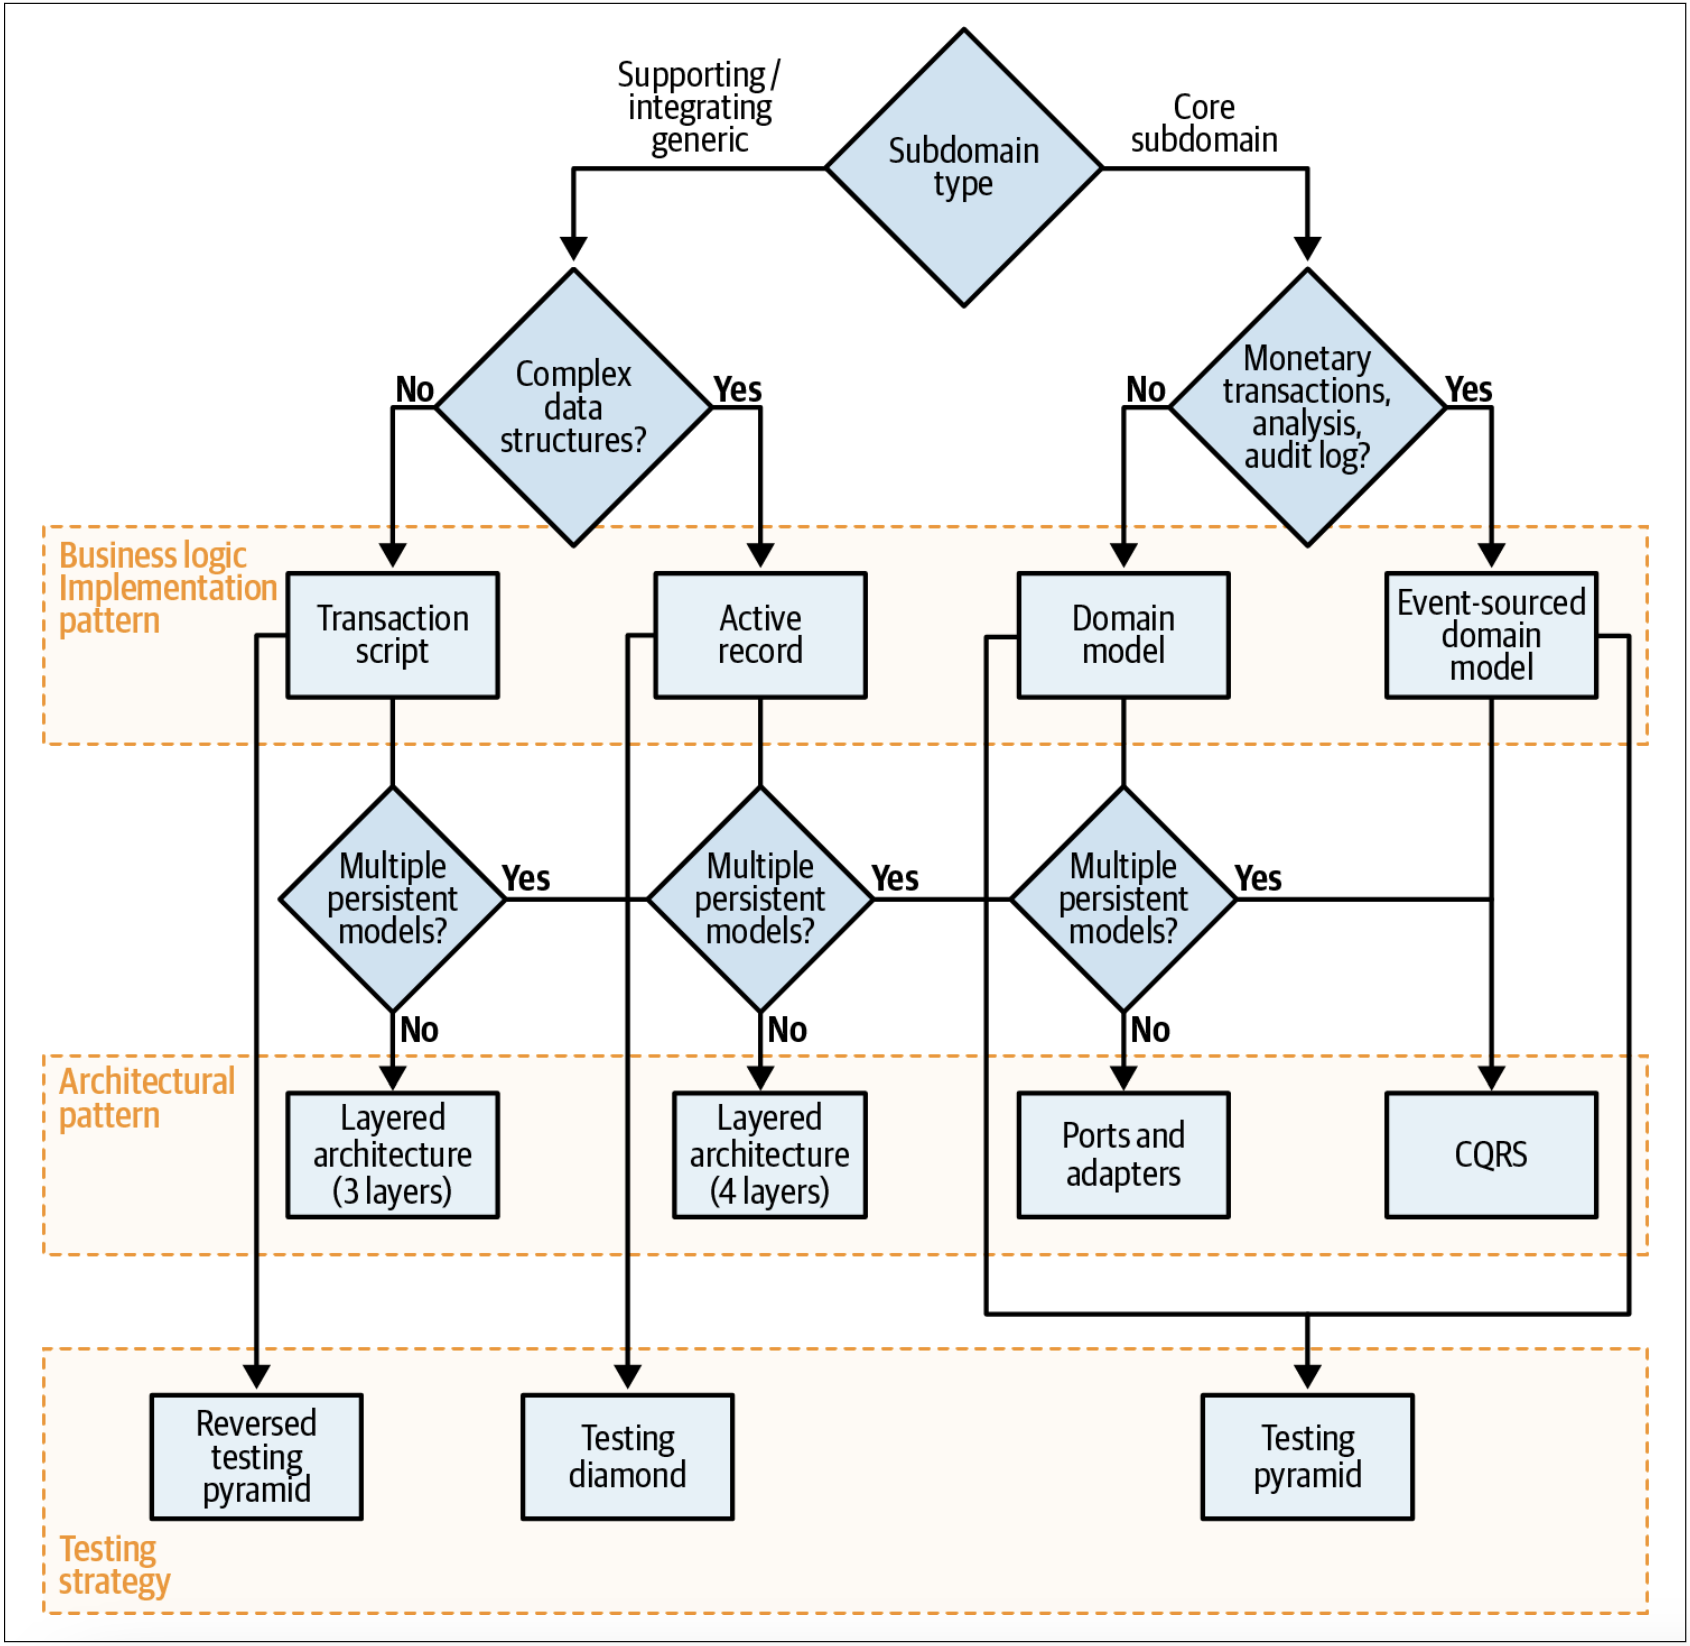 Supporting /
integrating
generic
Core
subdomain
Subdomain
type
No
Complex
data
structures?
Yes
No
Monetary
transactions,
analysis,
audit log?
Yes
Business logic
Implementation
pattern
Transaction
script
Active
record
Domain
model
Event-sourced
domain
model
Multiple
persistent
models?
Yes
Multiple
persistent
models?
Yes
Multiple
persistent
models?
Yes
No
No
No
Architectural
pattern
Layered
architecture
(3 layers)
Layered
architecture
(4 layers)
Ports and
adapters
CQRS
Reversed
testing
pyramid
Testing
diamond
Testing
pyramid
Testing
strategy